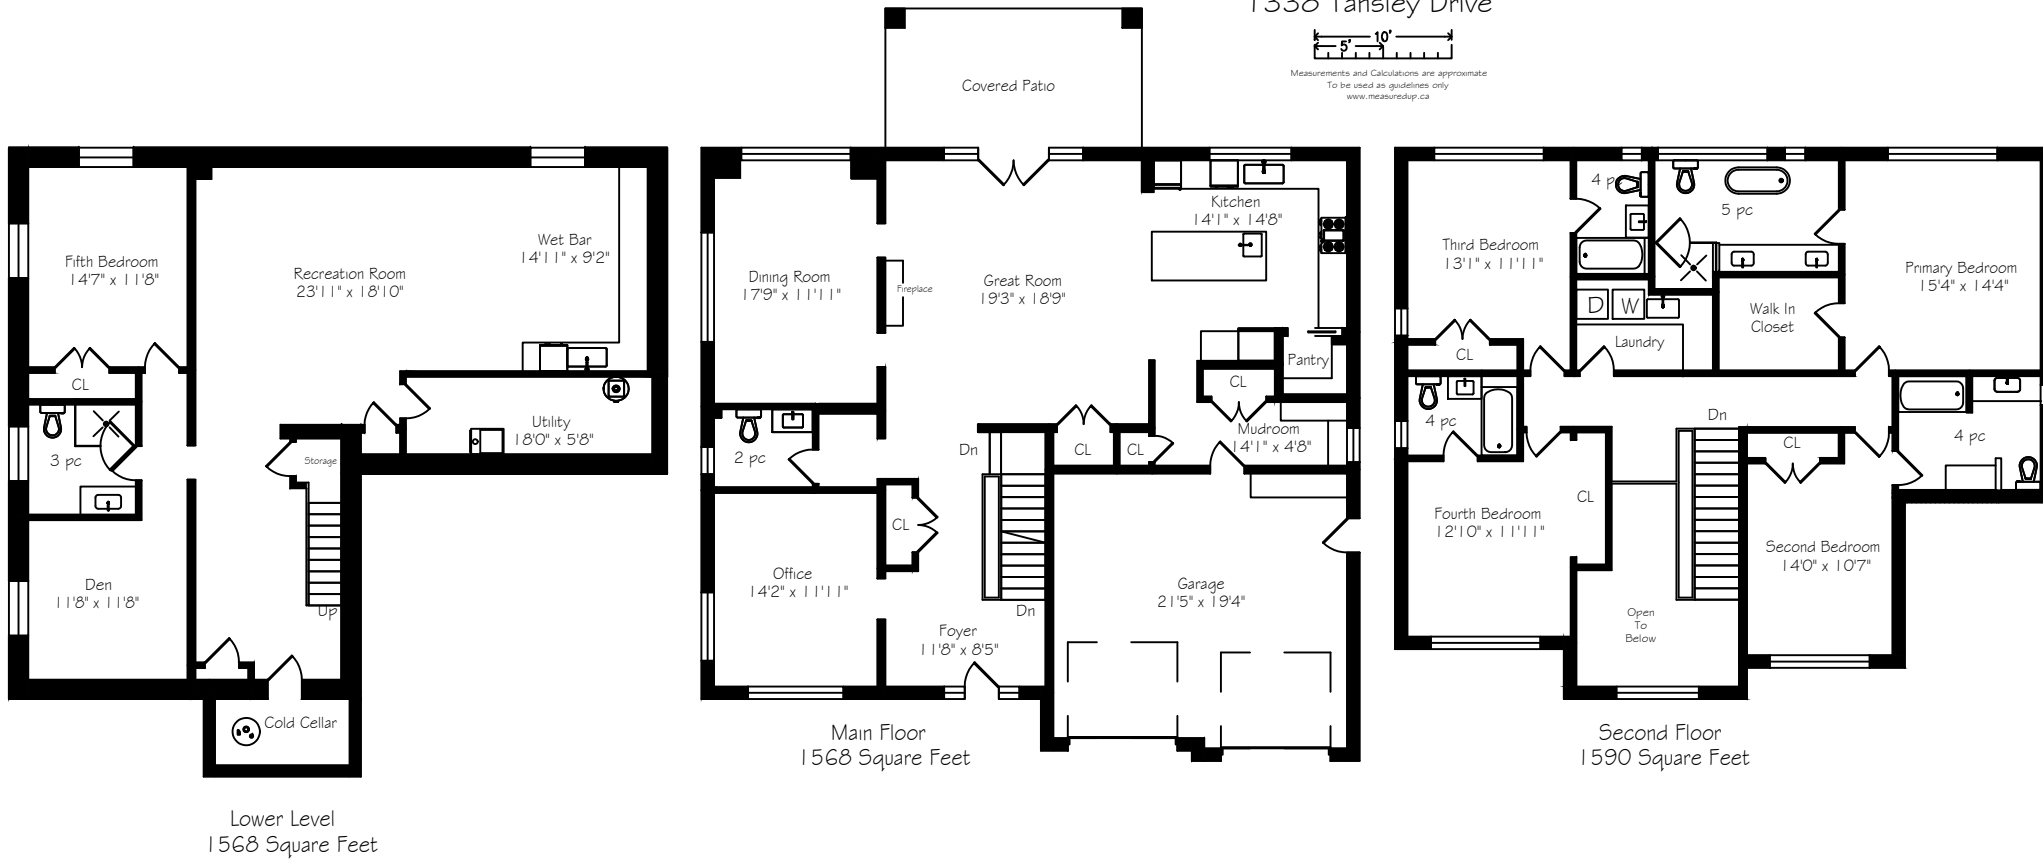 1338 Tansley Drive
10'
5'
Measurements and Calculations are approximate
To be used as guidelines only
www.measuredup.ca
Fifth Bedroom
14'7" x 11'8"
Recreation Room
23'11" x 18'10"
Wet Bar
14'11" x 9'2"
CL
Utility
18'0" x 5'8"
3 pc
Storage
Den
11'8" x 11'8"
Up
Cold Cellar
Lower Level
1568 Square Feet
Covered Patio
Kitchen
14'1" x 14'8"
Dining Room
17'9" x 11'11"
Fireplace
Great Room
19'3" x 18'9"
Pantry
CL
Mudroom
14'1" x 4'8"
2 pc
Dn
CL
CL
CL
Office
14'2" x 11'11"
Garage
21'5" x 19'4"
Dn
Foyer
11'8" x 8'5"
Main Floor
1568 Square Feet
4 pc
5 pc
Third Bedroom
13'1" x 11'11"
Primary Bedroom
15'4" x 14'4"
D
W
Walk In
Closet
Laundry
CL
4 pc
Dn
CL
4 pc
CL
Fourth Bedroom
12'10" x 11'11"
Second Bedroom
14'0" x 10'7"
Open
To
Below
Second Floor
1590 Square Feet